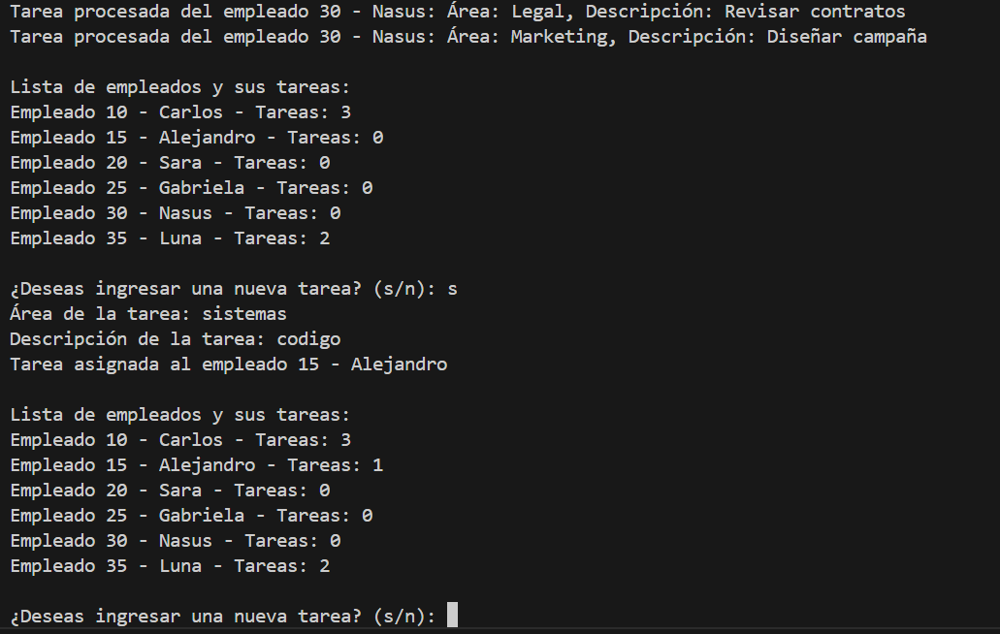 Tarea procesada del empleado 30 - Nasus: Área: Legal, Descripción: Revisar contratos
Tarea procesada del empleado 30 - Nasus: Área: Marketing, Descripción: Diseñar campaña
Lista de empleados y sus tareas:
Empleado 10 - Carlos - Tareas: 3
Empleado 15 - Alejandro - Tareas: 0
Empleado 20 - Sara - Tareas: 0
Empleado 25 - Gabriela - Tareas: 0
Empleado 30 - Nasus - Tareas: 0
Empleado 35 - Luna - Tareas: 2
¿Deseas ingresar una nueva tarea? (s/n): s
Área de la tarea: sistemas
Descripción de la tarea: codigo
Tarea asignada al empleado 15 - Alejandro
Lista de empleados y sus tareas:
Empleado 10 - Carlos - Tareas: 3
Empleado 15 - Alejandro - Tareas: 1
Empleado 20 - Sara - Tareas: 0
Empleado 25 - Gabriela - Tareas: 0
Empleado 30 - Nasus - Tareas: 0
Empleado 35 - Luna - Tareas: 2
¿Deseas ingresar una nueva tarea? (s/n):